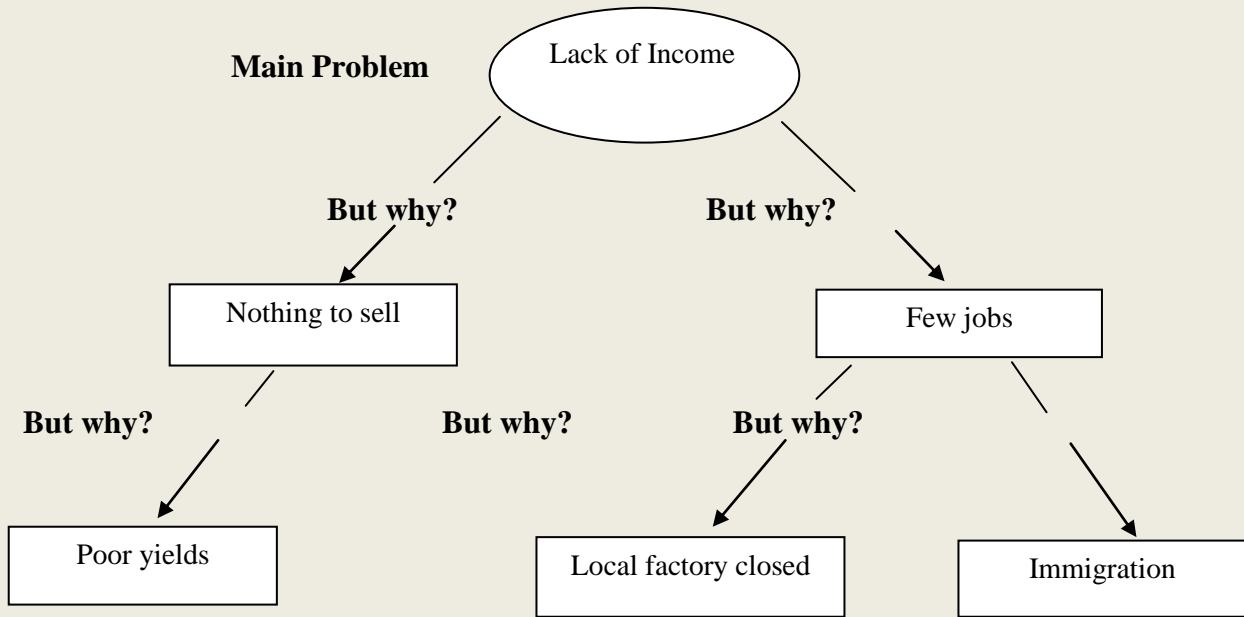 Lack of Income
Main Problem
But why?
But why?
Nothing to sell
Few jobs
But why?
But why?
But why?
Poor yields
Local factory closed
Immigration